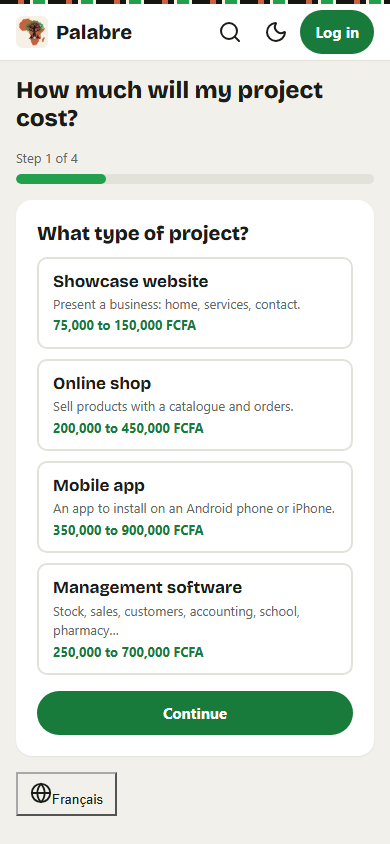 Palabre
Log in
How much will my project
cost?
Step 1 of 4
What type of project?
Showcase website
Present a business: home, services, contact.
75,000 to 150,000 FCFA
Online shop
Sell products with a catalogue and orders.
200,000 to 450,000 FCFA
Mobile app
An app to install on an Android phone or iPhone.
350,000 to 900,000 FCFA
Management software
Stock, sales, customers, accounting, school,
pharmacy...
250,000 to 700,000 FCFA
Continue
Français